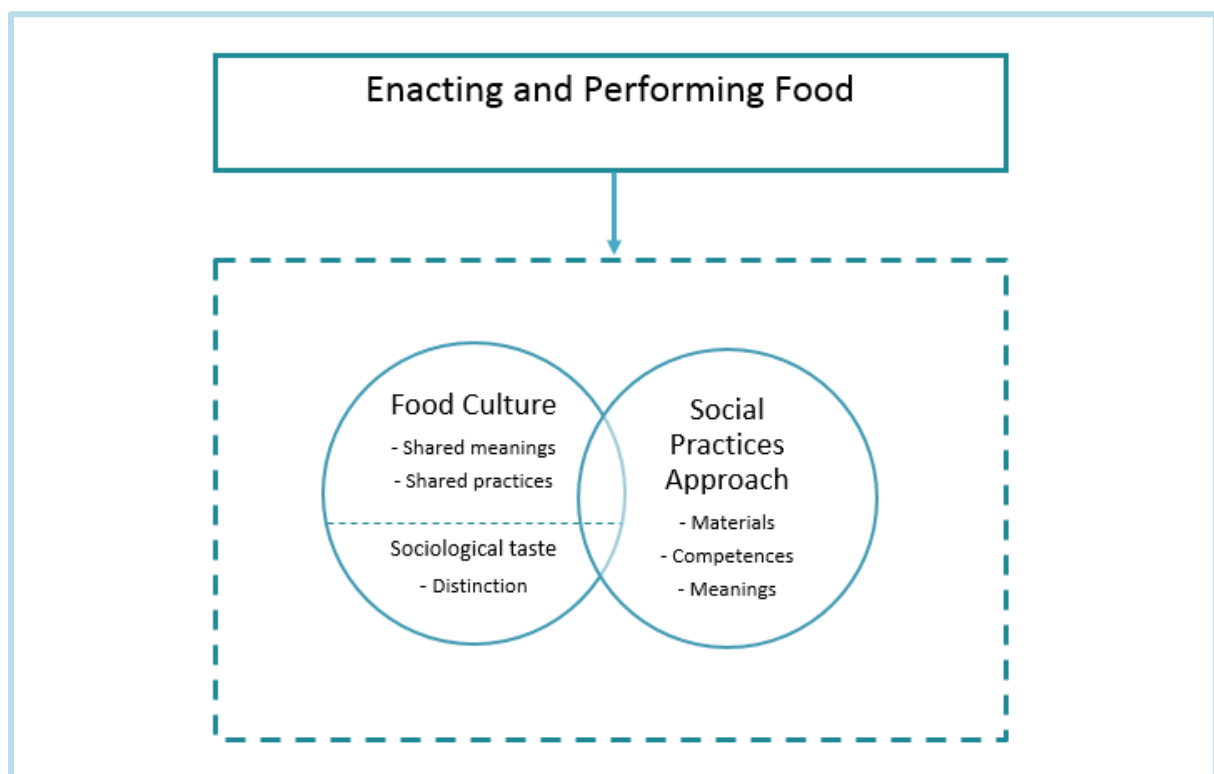 Enacting and Performing Food
Food Culture
- Shared meanings
- Shared practices
Sociological taste
- Distinction
Social
Practices
Approach
- Materials
- Competences
- Meanings